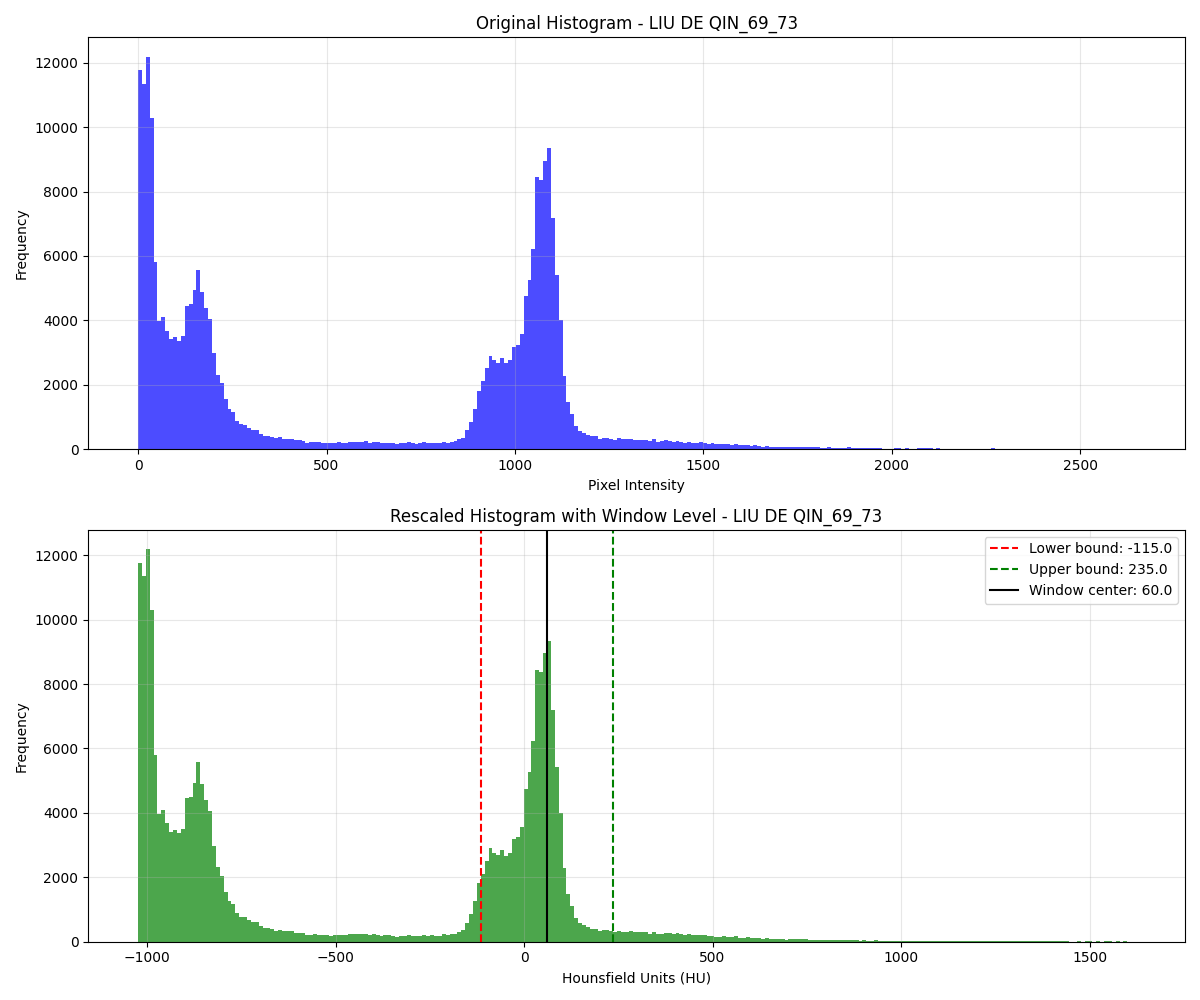 Original Histogram - LIU DE QIN_69_73
12000
10000
8000
6000
4000
2000
0
Frequency
0 500 1000 1500 2000 2500
Pixel Intensity
Rescaled Histogram with Window Level - LIU DE QIN_69_73
Lower bound: -115.0
Upper bound: 235.0
Window center: 60.0
12000
10000
8000
6000
4000
2000
0
Frequency
−1000 −500 0 500 1000 1500
Hounsfield Units (HU)